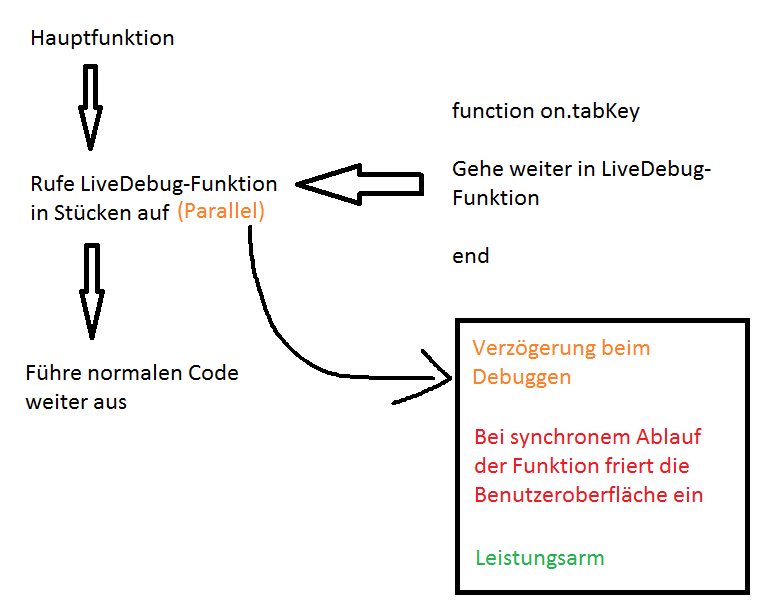 Hauptfunktion
Rufe LiveDebug-Funktion
in Stücken auf (Parallel)
Führe normalen Code
weiter aus
function on.tabKey
Gehe weiter in LiveDebug-
Funktion
end
Verzögerung beim
Debuggen
Bei synchronem Ablauf
der Funktion friert die
Benutzeroberfläche ein
Leistungsarm